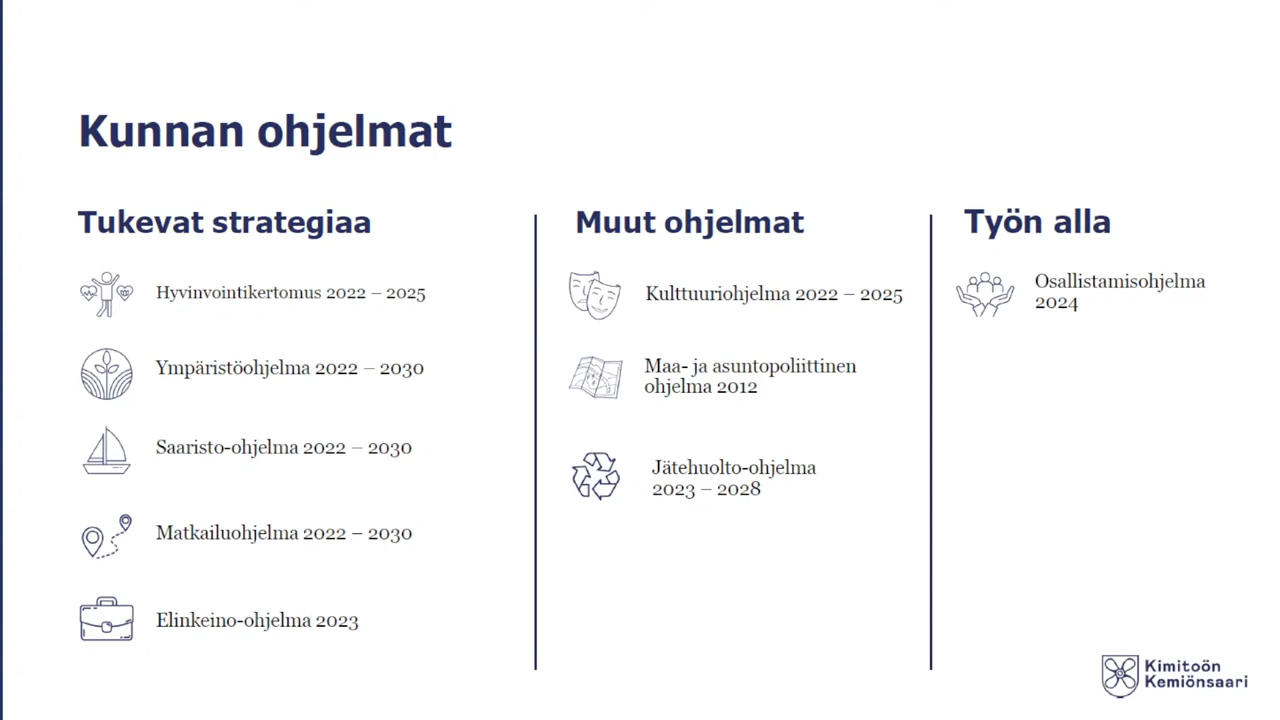 Kunnan ohjelmat
Tukevat strategiaa
Hyvinvointikertomus 2022 – 2025
Ympäristöohjelma 2022 – 2030
Saaristo-ohjelma 2022 – 2030
Matkailuohjelma 2022 – 2030
Elinkeino-ohjelma 2023
Muut ohjelmat
Kulttuuriohjelma 2022 – 2025
Maa- ja asuntopoliittinen
ohjelma 2012
Jätehuolto-ohjelma
2023 – 2028
Työn alla
Osallistamisohjelma
2024
Kimitoön
Kemiönsaari